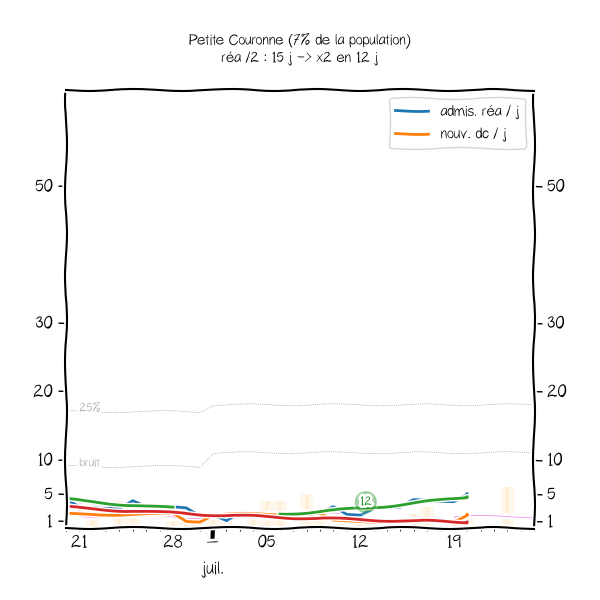 Petite Couronne (7% de la population)
réa /2 : 15 j -> x2 en 12 j
admis. réa / j
nouv. dc / j
50 50
30 30
20 20
25%
10 10
bruit
5 5
12
1 1
21 28 05 12 19
juil.